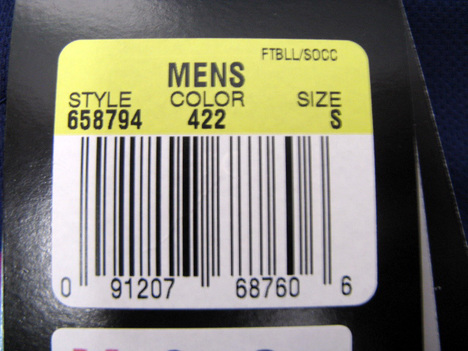 FTBLL/SOCC
MENS
STYLE COLOR SIZE
658794 422 S
0 91207 68760 6